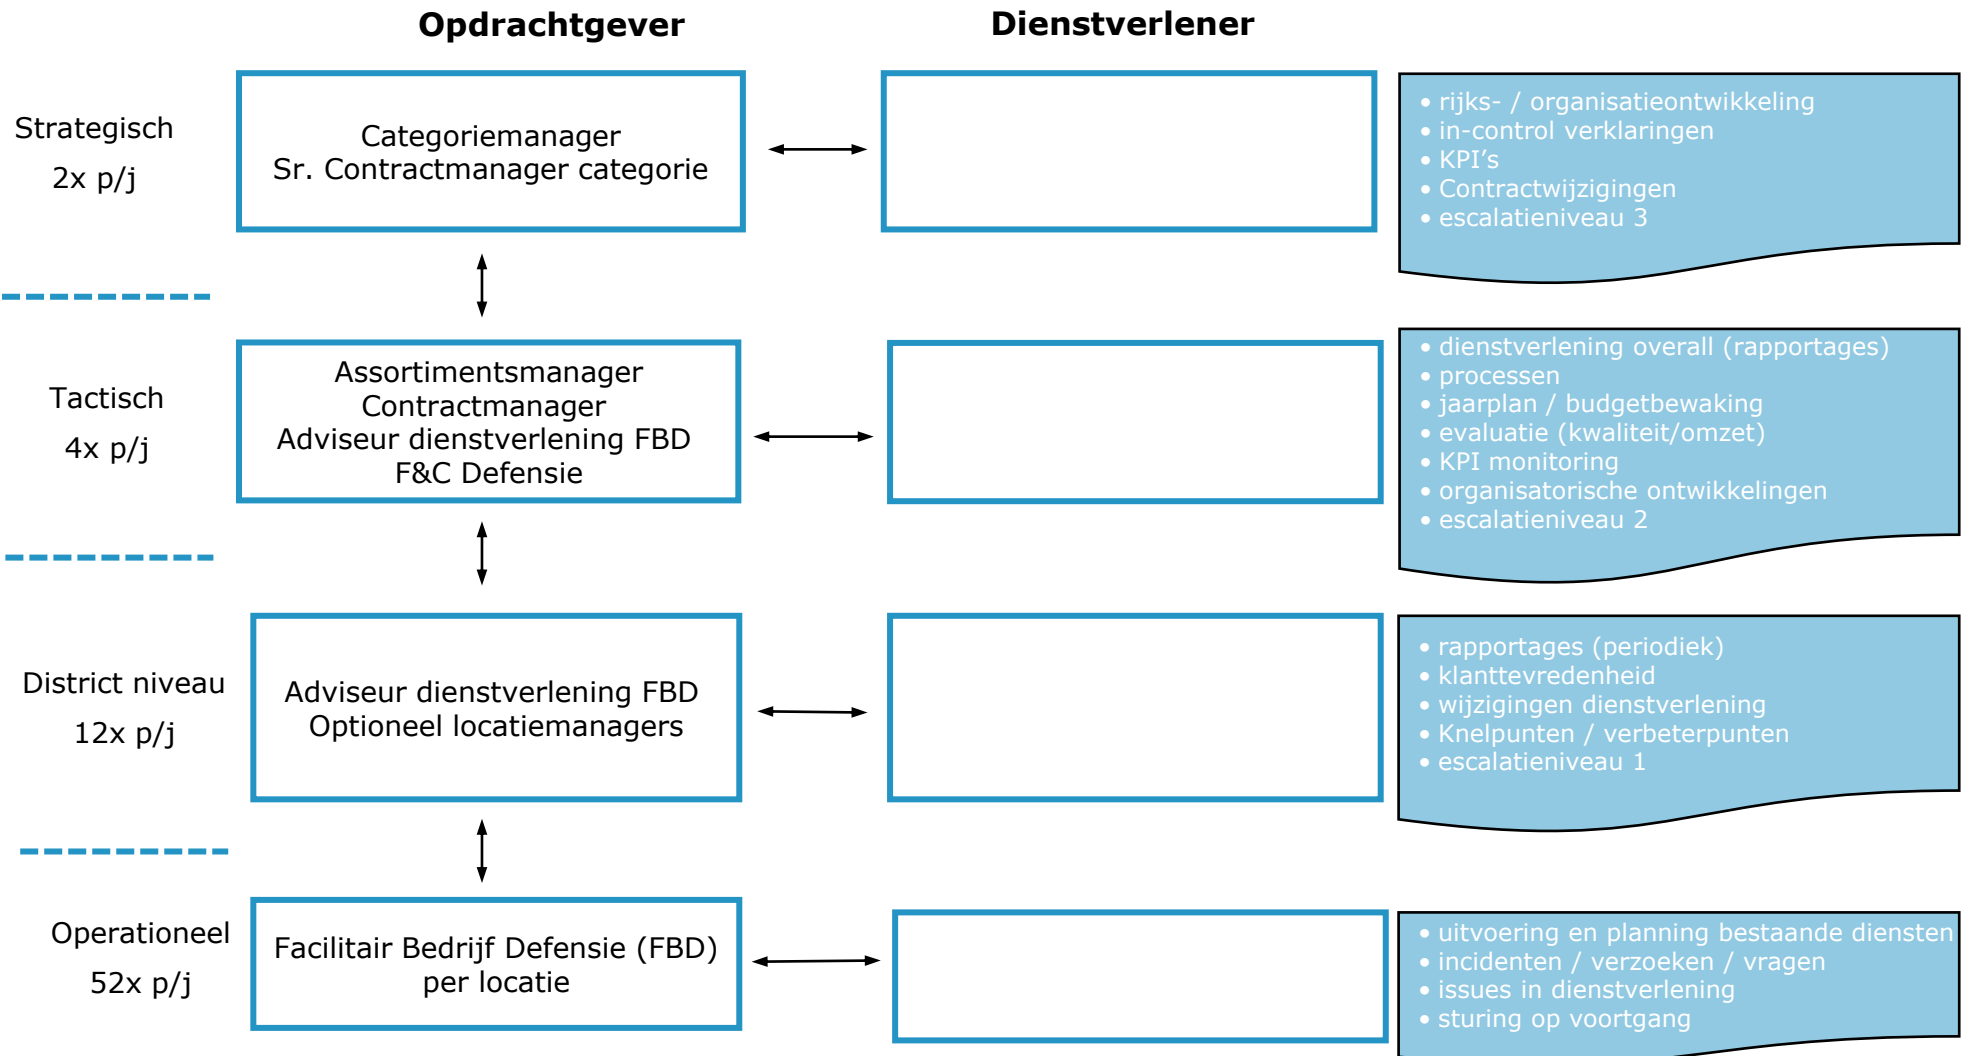 Opdrachtgever
Dienstverlener
Strategisch
2x p/j
Categoriemanager
Sr. Contractmanager categorie
• rijks- / organisatieontwikkeling
• in-control verklaringen
• KPI's
• Contractwijzigingen
• escalatieniveau 3
Tactisch
4x p/j
Assortimentsmanager
Contractmanager
Adviseur dienstverlening FBD
F&C Defensie
• dienstverlening overall (rapportages)
• processen
• jaarplan / budgetbewaking
• evaluatie (kwaliteit/omzet)
• KPI monitoring
• organisatorische ontwikkelingen
• escalatieniveau 2
District niveau
12x p/j
Adviseur dienstverlening FBD
Optioneel locatiemanagers
• rapportages (periodiek)
• klanttevredenheid
• wijzigingen dienstverlening
• Knelpunten / verbeterpunten
• escalatieniveau 1
Operationeel
52x p/j
Facilitair Bedrijf Defensie (FBD)
per locatie
• uitvoering en planning bestaande diensten
• incidenten / verzoeken / vragen
• issues in dienstverlening
• sturing op voortgang